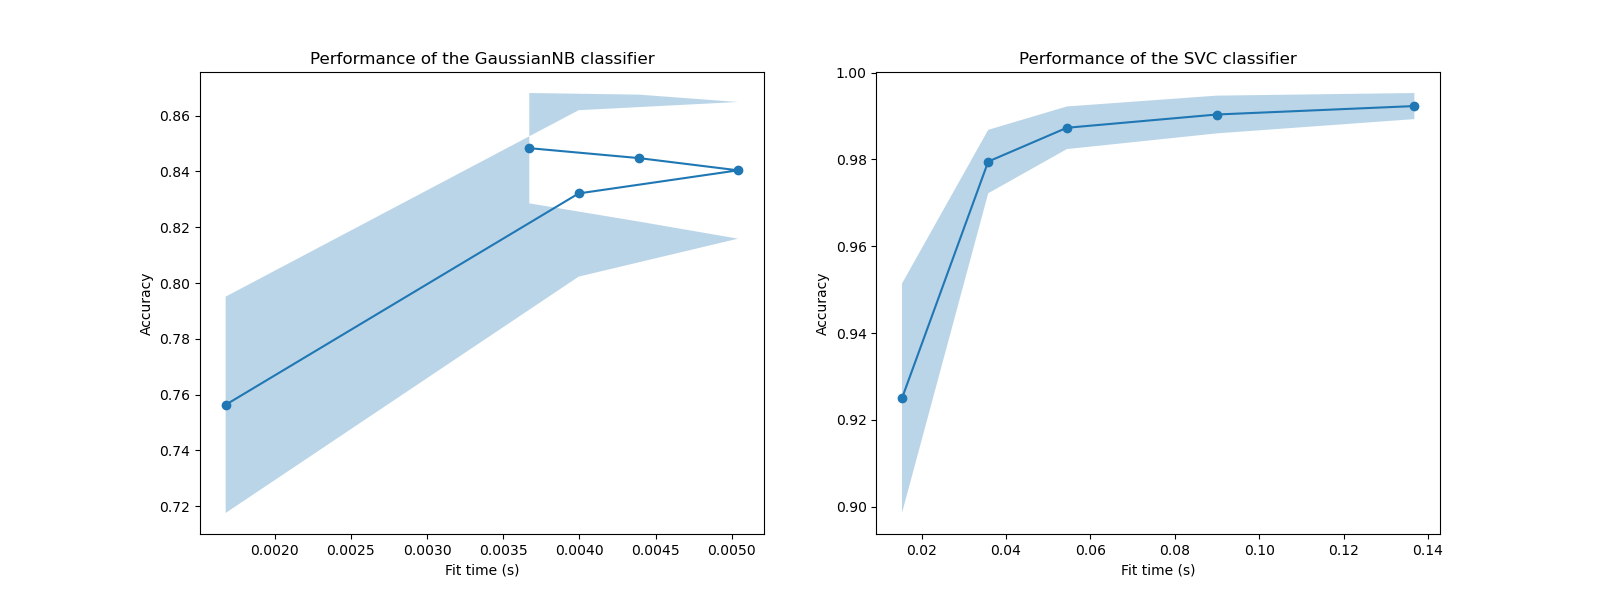 Performance of the GaussianNB classifier
Accuracy
0.86
0.84
0.82
0.80
0.78
0.76
0.74
0.72
0.0020 0.0025 0.0030 0.0035 0.0040 0.0045 0.0050
Fit time (s)
Performance of the SVC classifier
Accuracy
1.00
0.98
0.96
0.94
0.92
0.90
0.02 0.04 0.06 0.08 0.10 0.12 0.14
Fit time (s)